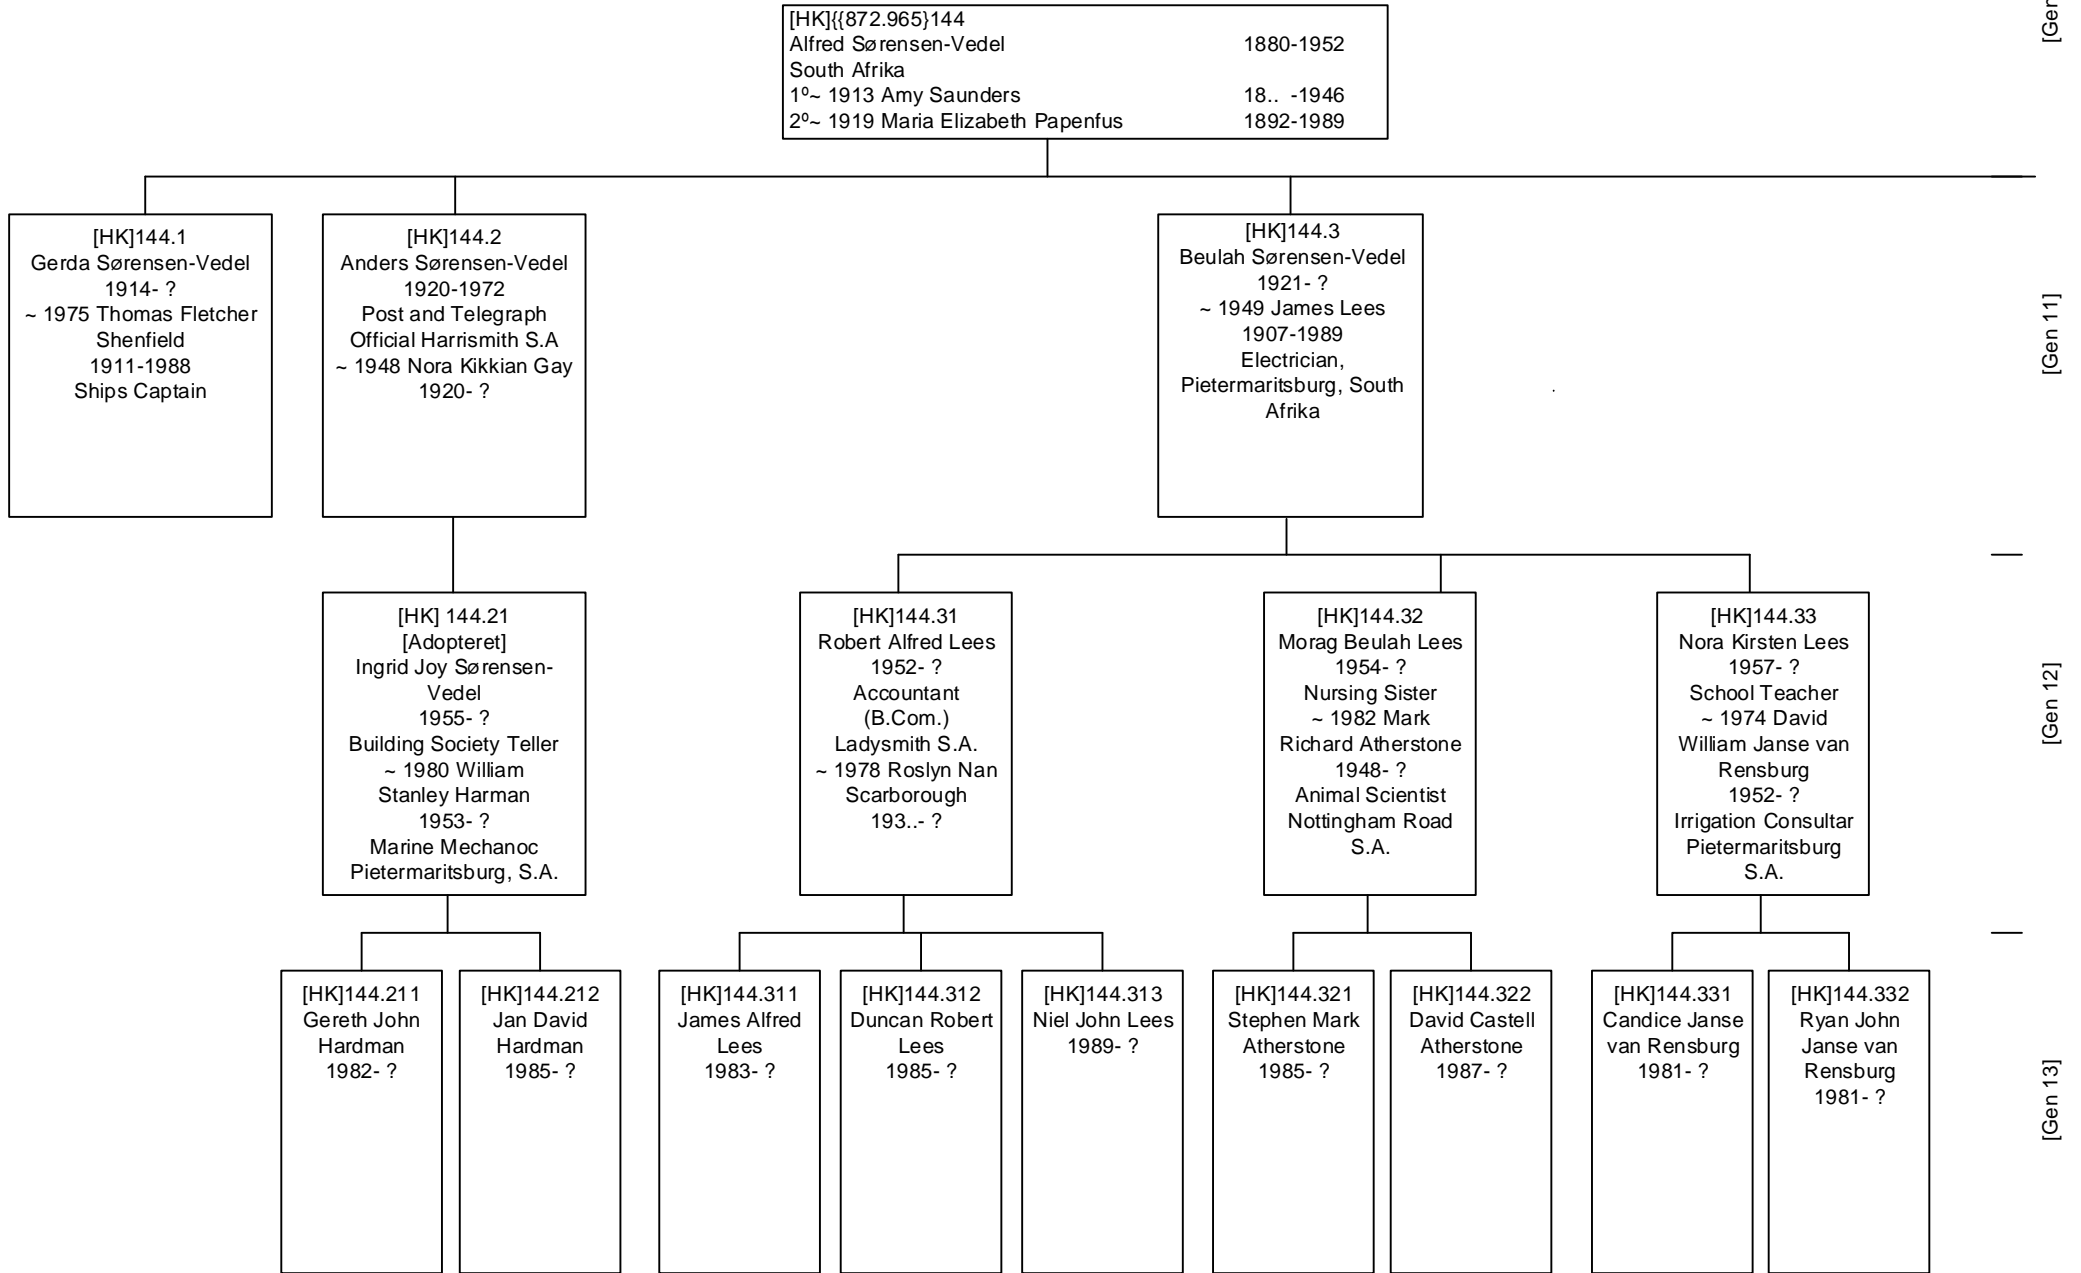 [HK]{{872.965}144
Alfred Sørensen-Vedel 1880-1952
South Afrika
1º~ 1913 Amy Saunders 18.. -1946
2º~ 1919 Maria Elizabeth Papenfus 1892-1989
[Gen
[HK]144.1
Gerda Sørensen-Vedel
1914- ?
~ 1975 Thomas Fletcher
Shenfield
1911-1988
Ships Captain
[HK]144.2
Anders Sørensen-Vedel
1920-1972
Post and Telegraph
Official Harrismith S.A
~ 1948 Nora Kikkian Gay
1920- ?
[HK]144.3
Beulah Sørensen-Vedel
1921- ?
~ 1949 James Lees
1907-1989
Electrician,
Pietermaritsburg, South
Afrika
[Gen 11]
[HK] 144.21
[Adopteret]
Ingrid Joy Sørensen-
Vedel
1955- ?
Building Society Teller
~ 1980 William
Stanley Harman
1953- ?
Marine Mechanoc
Pietermaritsburg, S.A.
[HK]144.31
Robert Alfred Lees
1952- ?
Accountant
(B.Com.)
Ladysmith S.A.
~ 1978 Roslyn Nan
Scarborough
193..- ?
[HK]144.32
Morag Beulah Lees
1954- ?
Nursing Sister
~ 1982 Mark
Richard Atherstone
1948- ?
Animal Scientist
Nottingham Road
S.A.
[HK]144.33
Nora Kirsten Lees
1957- ?
School Teacher
~ 1974 David
William Janse van
Rensburg
1952- ?
Irrigation Consultar
Pietermaritsburg
S.A.
[Gen 12]
[HK]144.211
Gereth John
Hardman
1982- ?
[HK]144.212
Jan David
Hardman
1985- ?
[HK]144.311
James Alfred
Lees
1983- ?
[HK]144.312
Duncan Robert
Lees
1985- ?
[HK]144.313
Niel John Lees
1989- ?
[HK]144.321
Stephen Mark
Atherstone
1985- ?
[HK]144.322
David Castell
Atherstone
1987- ?
[HK]144.331
Candice Janse
van Rensburg
1981- ?
[HK]144.332
Ryan John
Janse van
Rensburg
1981- ?
[Gen 13]